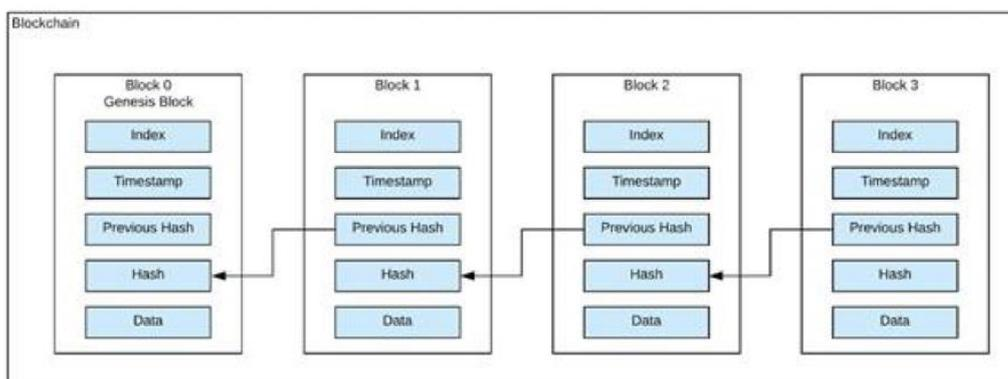 Blockchain
Block 0
Genesis Block
Index
Timestamp
Previous Hash
Hash
Data
Block 1
Index
Timestamp
Previous Hash
Hash
Data
Block 2
Index
Timestamp
Previous Hash
Hash
Data
Block 3
Index
Timestamp
Previous Hash
Hash
Data